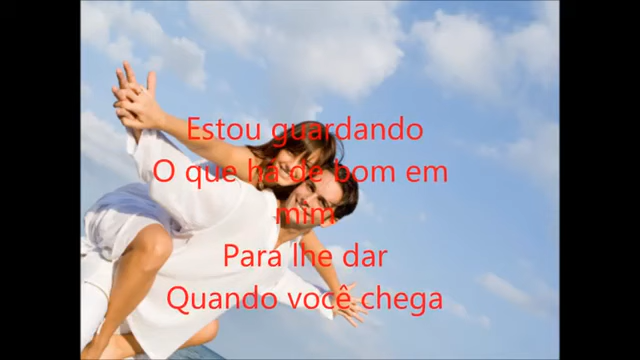 Estou guardando
O que há de bom em
mim
Para lhe dar
Quando você chega